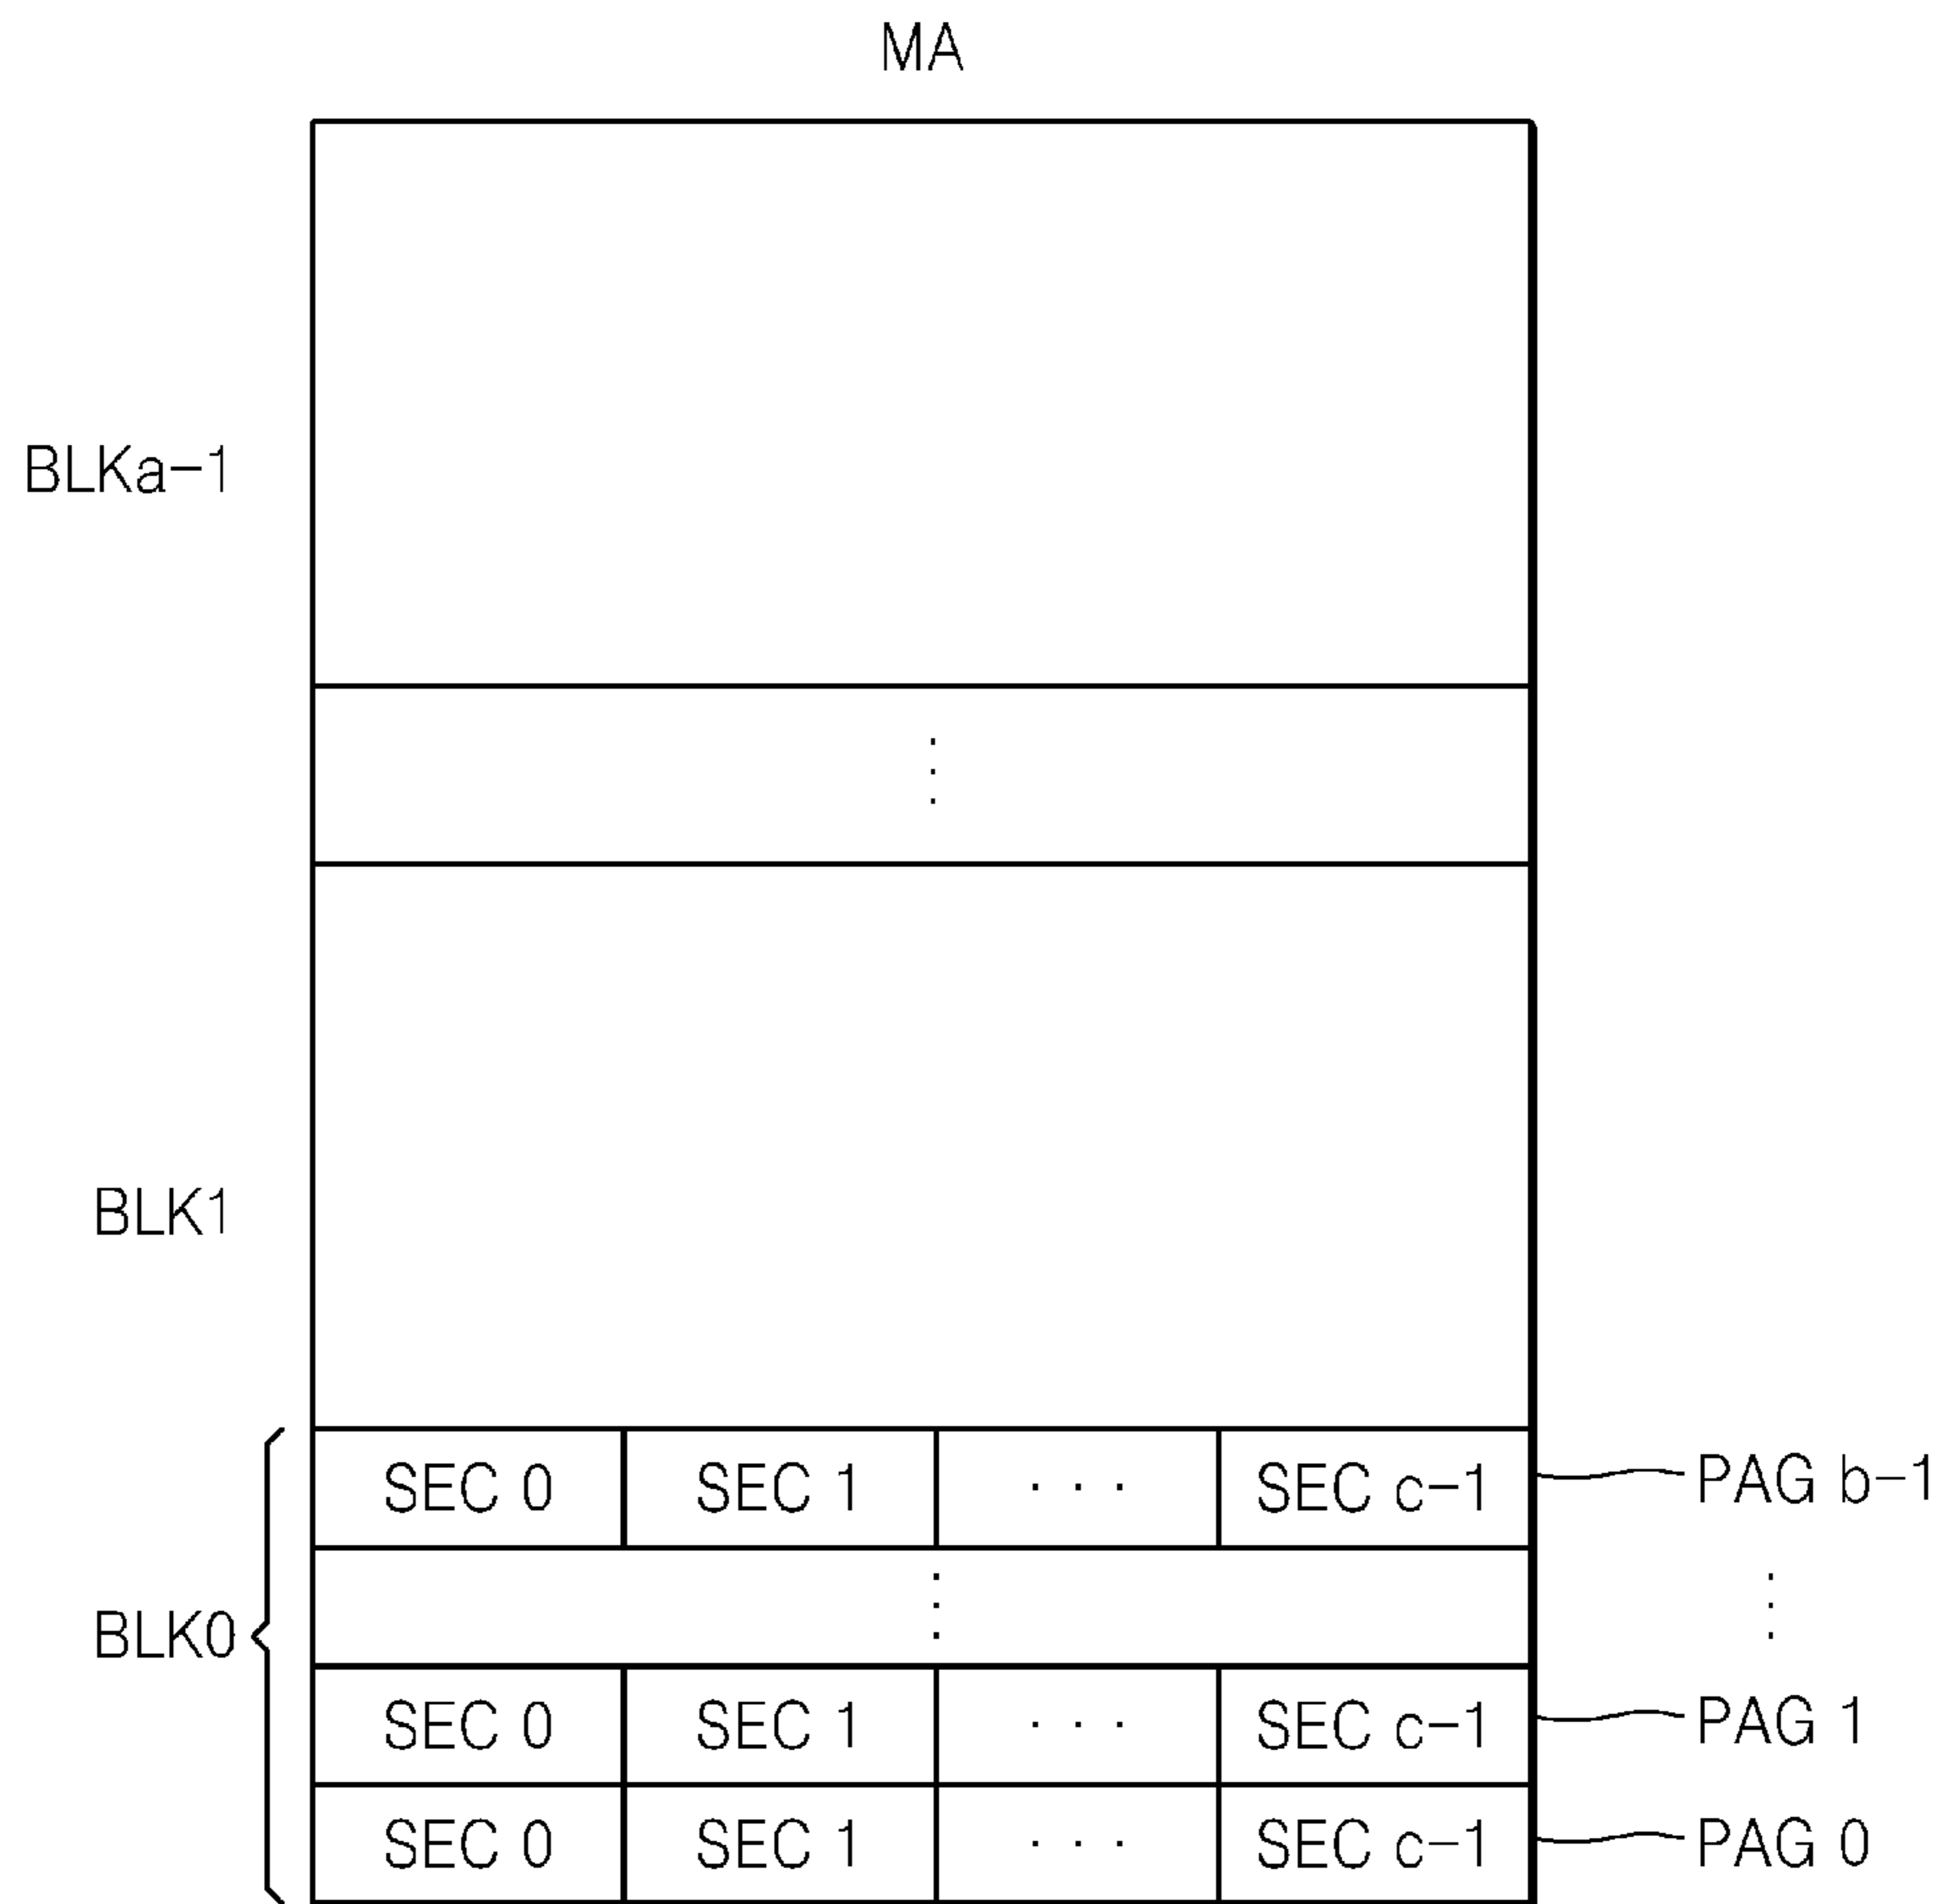 MA
BLKa-1
⋮
BLK1
SEC 0 SEC 1 ... SEC c-1 PAG b-1
BLK0 ⋮ ⋮
SEC 0 SEC 1 ... SEC c-1 PAG 1
SEC 0 SEC 1 ... SEC c-1 PAG 0